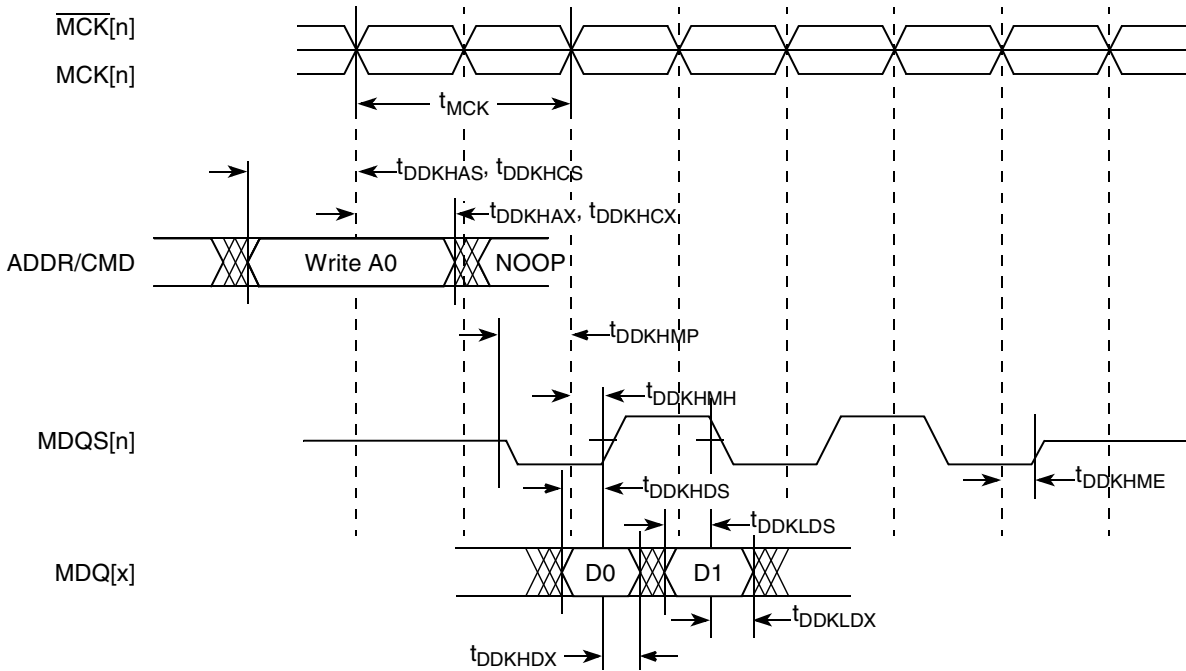 MCK[n]
MCK[n]
tMCK
tDDKHAS, tDDKHCS
tDDKHAX, tDDKHCX
ADDR/CMD
Write A0
NOOP
tDDKHMP
tDDKHMH
MDQS[n]
tDDKHDS
tDDKHME
tDDKLDS
MDQ[x]
D0
D1
tDDKLDX
tDDKHDX